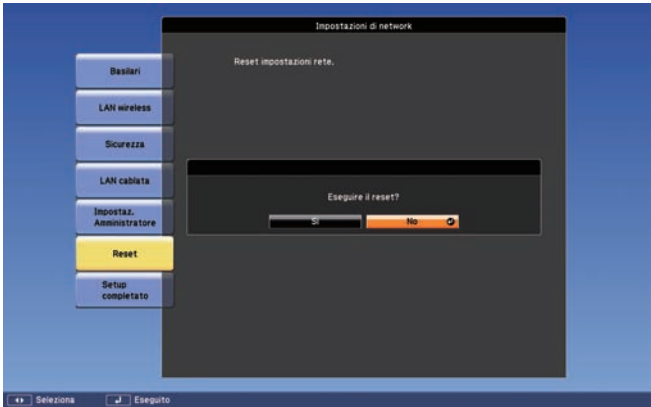 Impostazioni di network
Reset impostazioni rete.
Basilari
LAN wireless
Sicurezza
LAN cablata
Impostaz.
Amministratore
Reset
Setup
completato
Eseguire il reset?
Sì No
Seleziona Eseguito